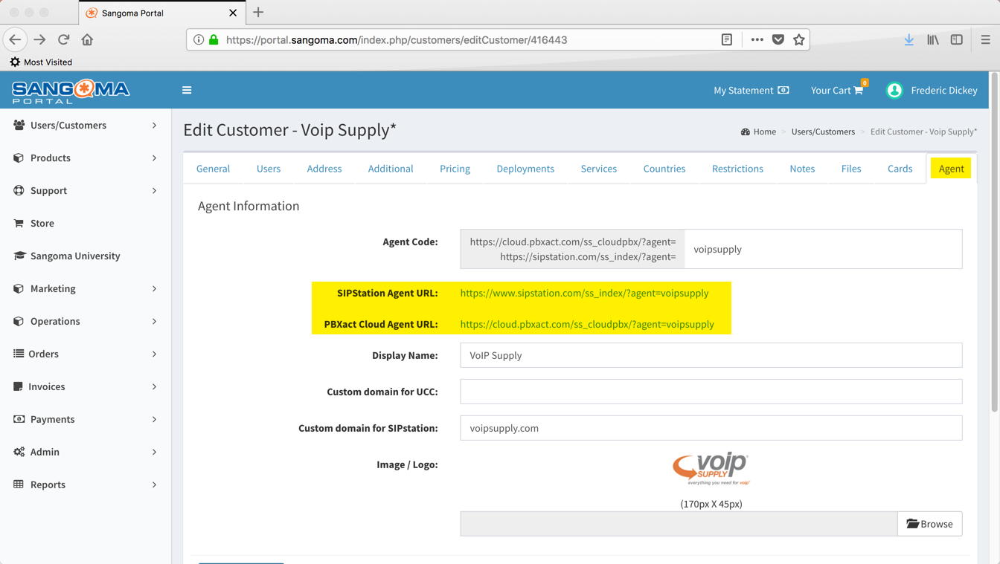 Sangoma Portal
https://portal.sangoma.com/index.php/customers/editCustomer/416443
Most Visited
SANGOMA
PORTAL
My Statement
Your Cart
0
Frederic Dickey
Users/Customers
Products
Support
Store
Sangoma University
Marketing
Operations
Orders
Invoices
Payments
Admin
Reports
Edit Customer - Voip Supply*
Home > Users/Customers > Edit Customer - Voip Supply*
General Users Address Additional Pricing Deployments Services Countries Restrictions Notes Files Cards Agent
Agent Information
Agent Code: https://cloud.pbxact.com/ss_cloudpbx/?agent=
https://sipstation.com/ss_index/?agent=
voipsupply
SIPStation Agent URL: https://www.sipstation.com/ss_index/?agent=voipsupply
PBXact Cloud Agent URL: https://cloud.pbxact.com/ss_cloudpbx/?agent=voipsupply
Display Name: VoIP Supply
Custom domain for UCC:
Custom domain for SIPstation: voipsupply.com
Image / Logo:
voip
SUPPLY
everything you need for voip
(170px X 45px)
Browse